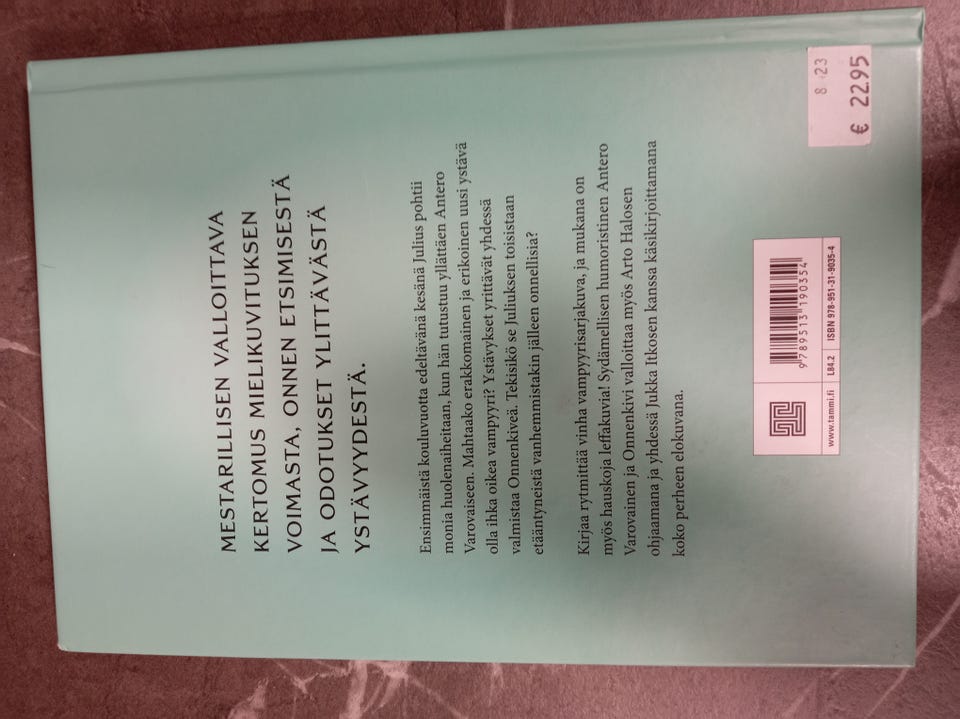 MESTARILLISEN VALLOITTAVA
KERTOMUS MIELIKUVITUKSEN
VOIMASTA, ONNEN ETSIMISESTÄ
JA ODOTUKSET YLITTÄVÄSTÄ
YSTÄVYYDESTÄ.
Ensimmäistä kouluvuotta edeltävänä kesänä Julius pohtii
monia huolenaiheitaan, kun hän tutustuu yllättäen Antero
Varovaiseen. Mahtaako erakkomainen ja erikoinen uusi ystävä
olla ihka oikea vampyyri? Ystävykset yrittävät yhdessä
valmistaa Onnenkiveä. Tekisikö se Juliuksen toisistaan
etääntyneistä vanhemmistakin jälleen onnellisia?
Kirjaa rytmittää vinha vampyyrisarjakuva, ja mukana on
myös hauskoja leffakuvia! Sydämellisen humoristinen Antero
Varovainen ja Onnenkivi valloittaa myös Arto Halosen
ohjaamana ja yhdessä Jukka Itkosen kanssa käsikirjoittamana
koko perheen elokuvana.
8 23
€ 22.95
9 789513 190354
www.tammi.fi L84.2 ISBN 978-951-31-9035-4